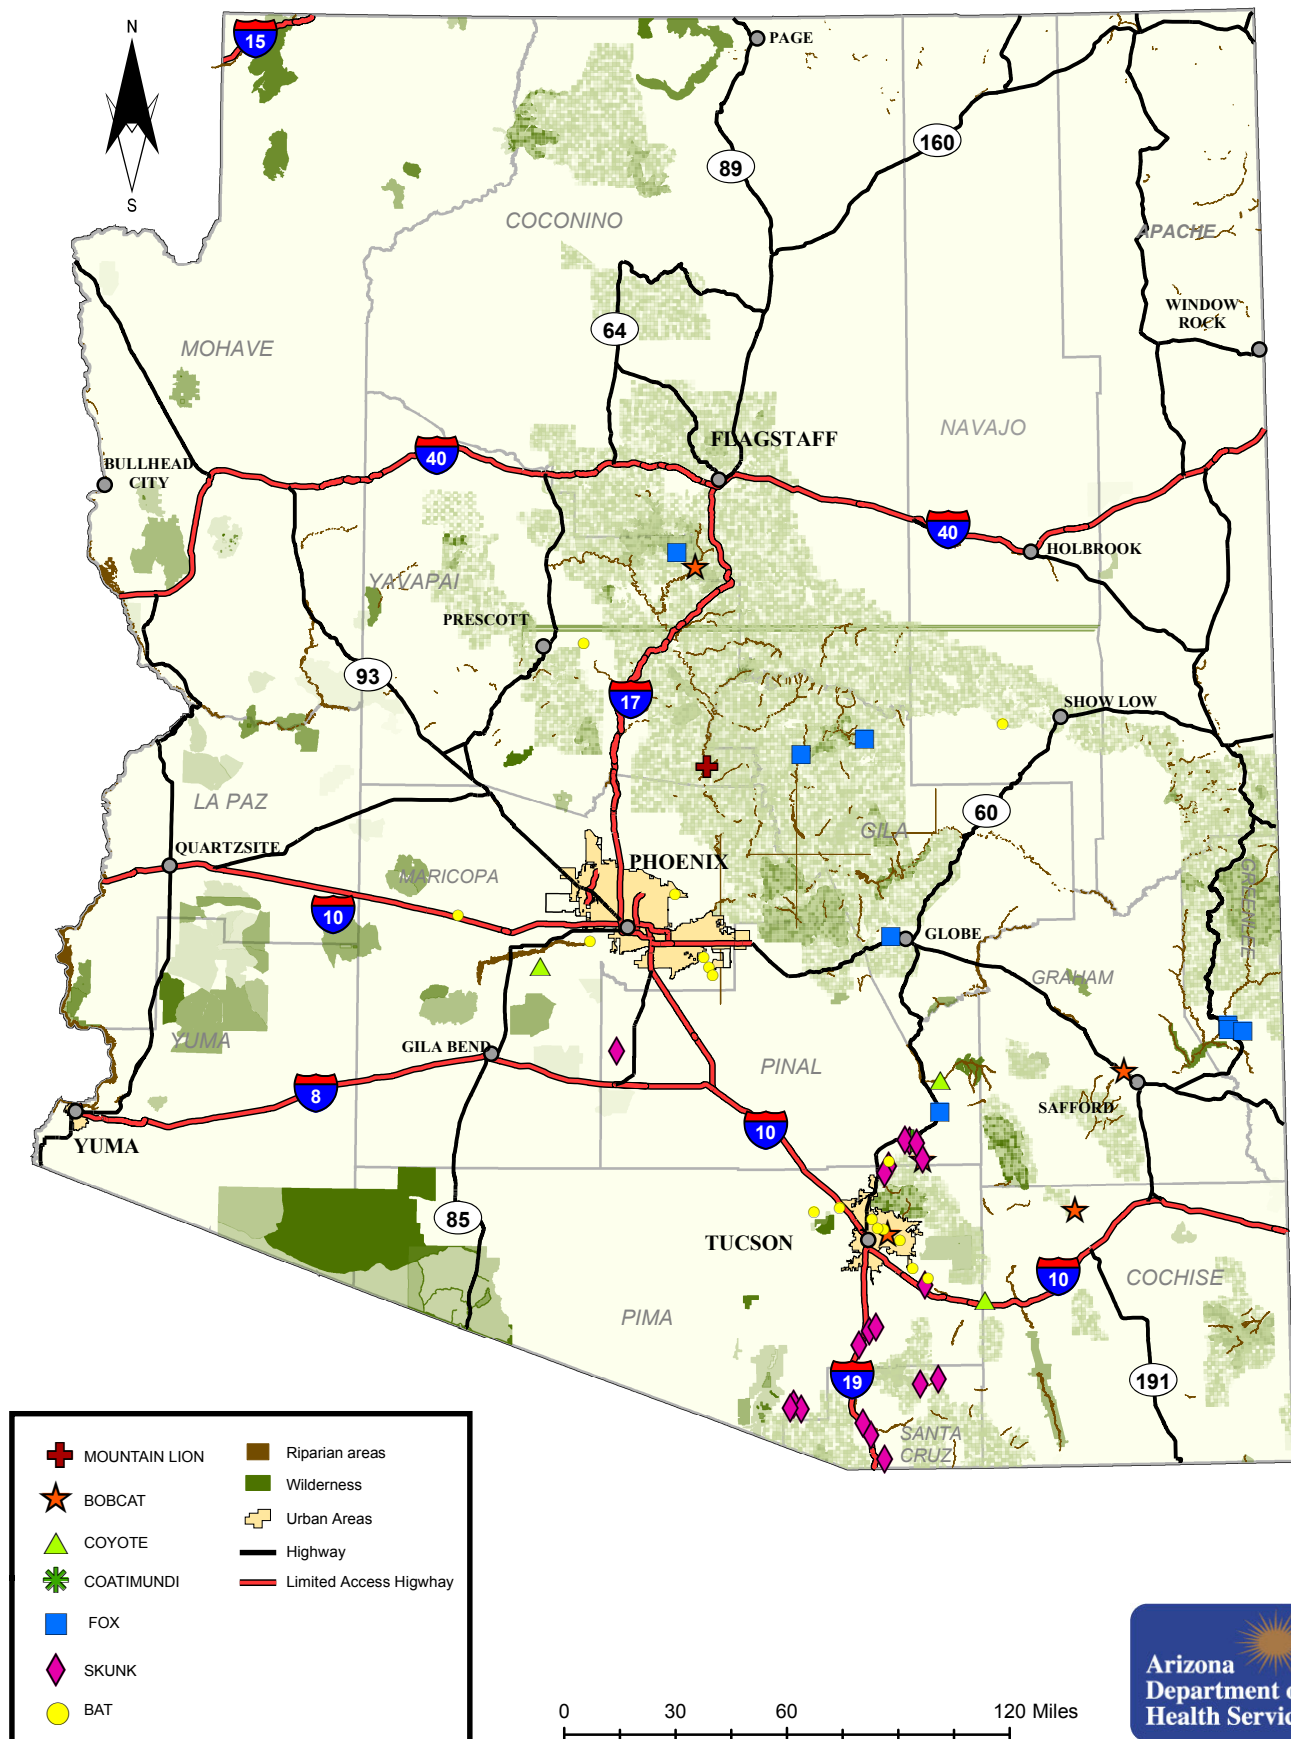 N
S
15
PAGE
160
89
COCONINO
APACHE
WINDOW
ROCK
64
MOHAVE
NAVAJO
FLAGSTAFF
40
BULLHEAD
CITY
40
HOLBROOK
YAVAPAI
PRESCOTT
93
17
SHOW LOW
LA PAZ
60
GILA
QUARTZSITE
PHOENIX
MARICOPA
GREENLEE
10
GLOBE
GRAHAM
YUMA
GILA BEND
PINAL
8
SAFFORD
10
YUMA
85
TUCSON
10
COCHISE
PIMA
19
191
SANTA
CRUZ
MOUNTAIN LION
BOBCAT
COYOTE
COATIMUNDI
FOX
SKUNK
BAT
Riparian areas
Wilderness
Urban Areas
Highway
Limited Access Higwhay
0 30 60 120 Miles
Arizona
Department o
Health Servic